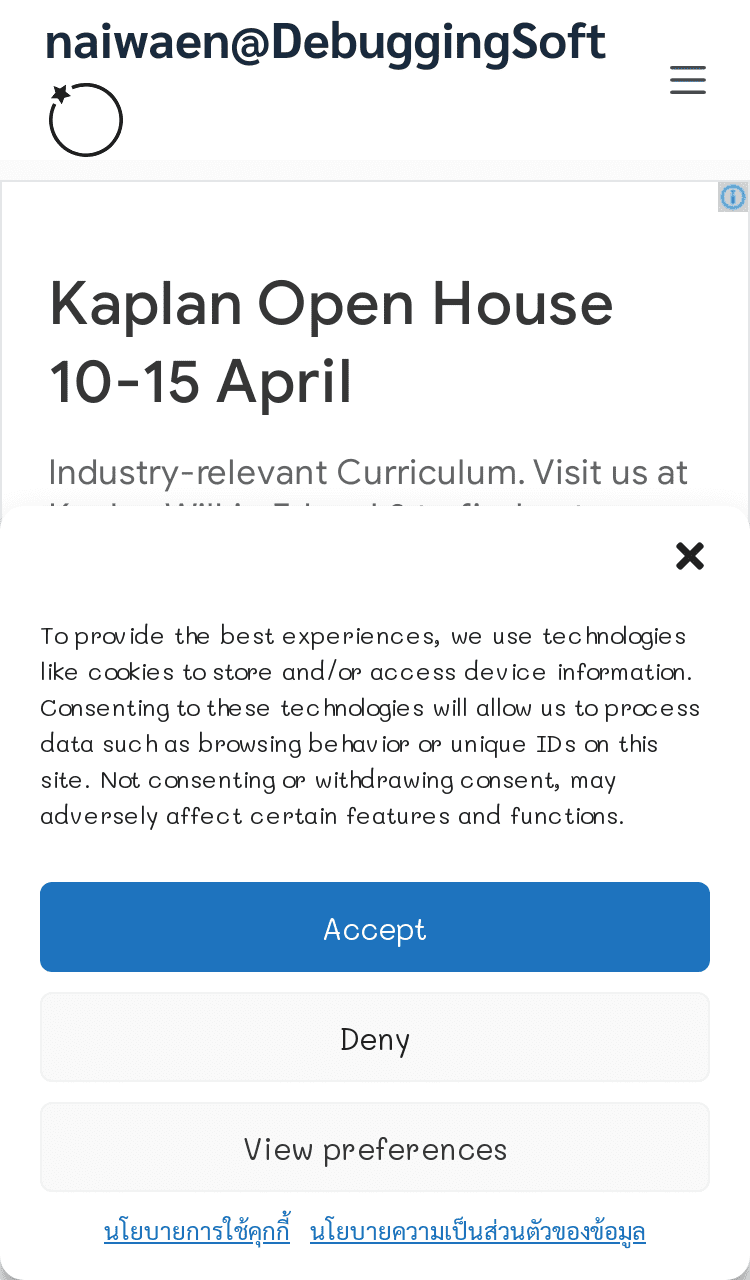 naiwaen@DebuggingSoft
Kaplan Open House
10-15 April
Industry-relevant Curriculum. Visit us at
To provide the best experiences, we use technologies
like cookies to store and/or access device information.
Consenting to these technologies will allow us to process
data such as browsing behavior or unique IDs on this
site. Not consenting or withdrawing consent, may
adversely affect certain features and functions.
Accept
Deny
View preferences
นโยบายการใช้คุกกี้ นโยบายความเป็นส่วนตัวของข้อมูล